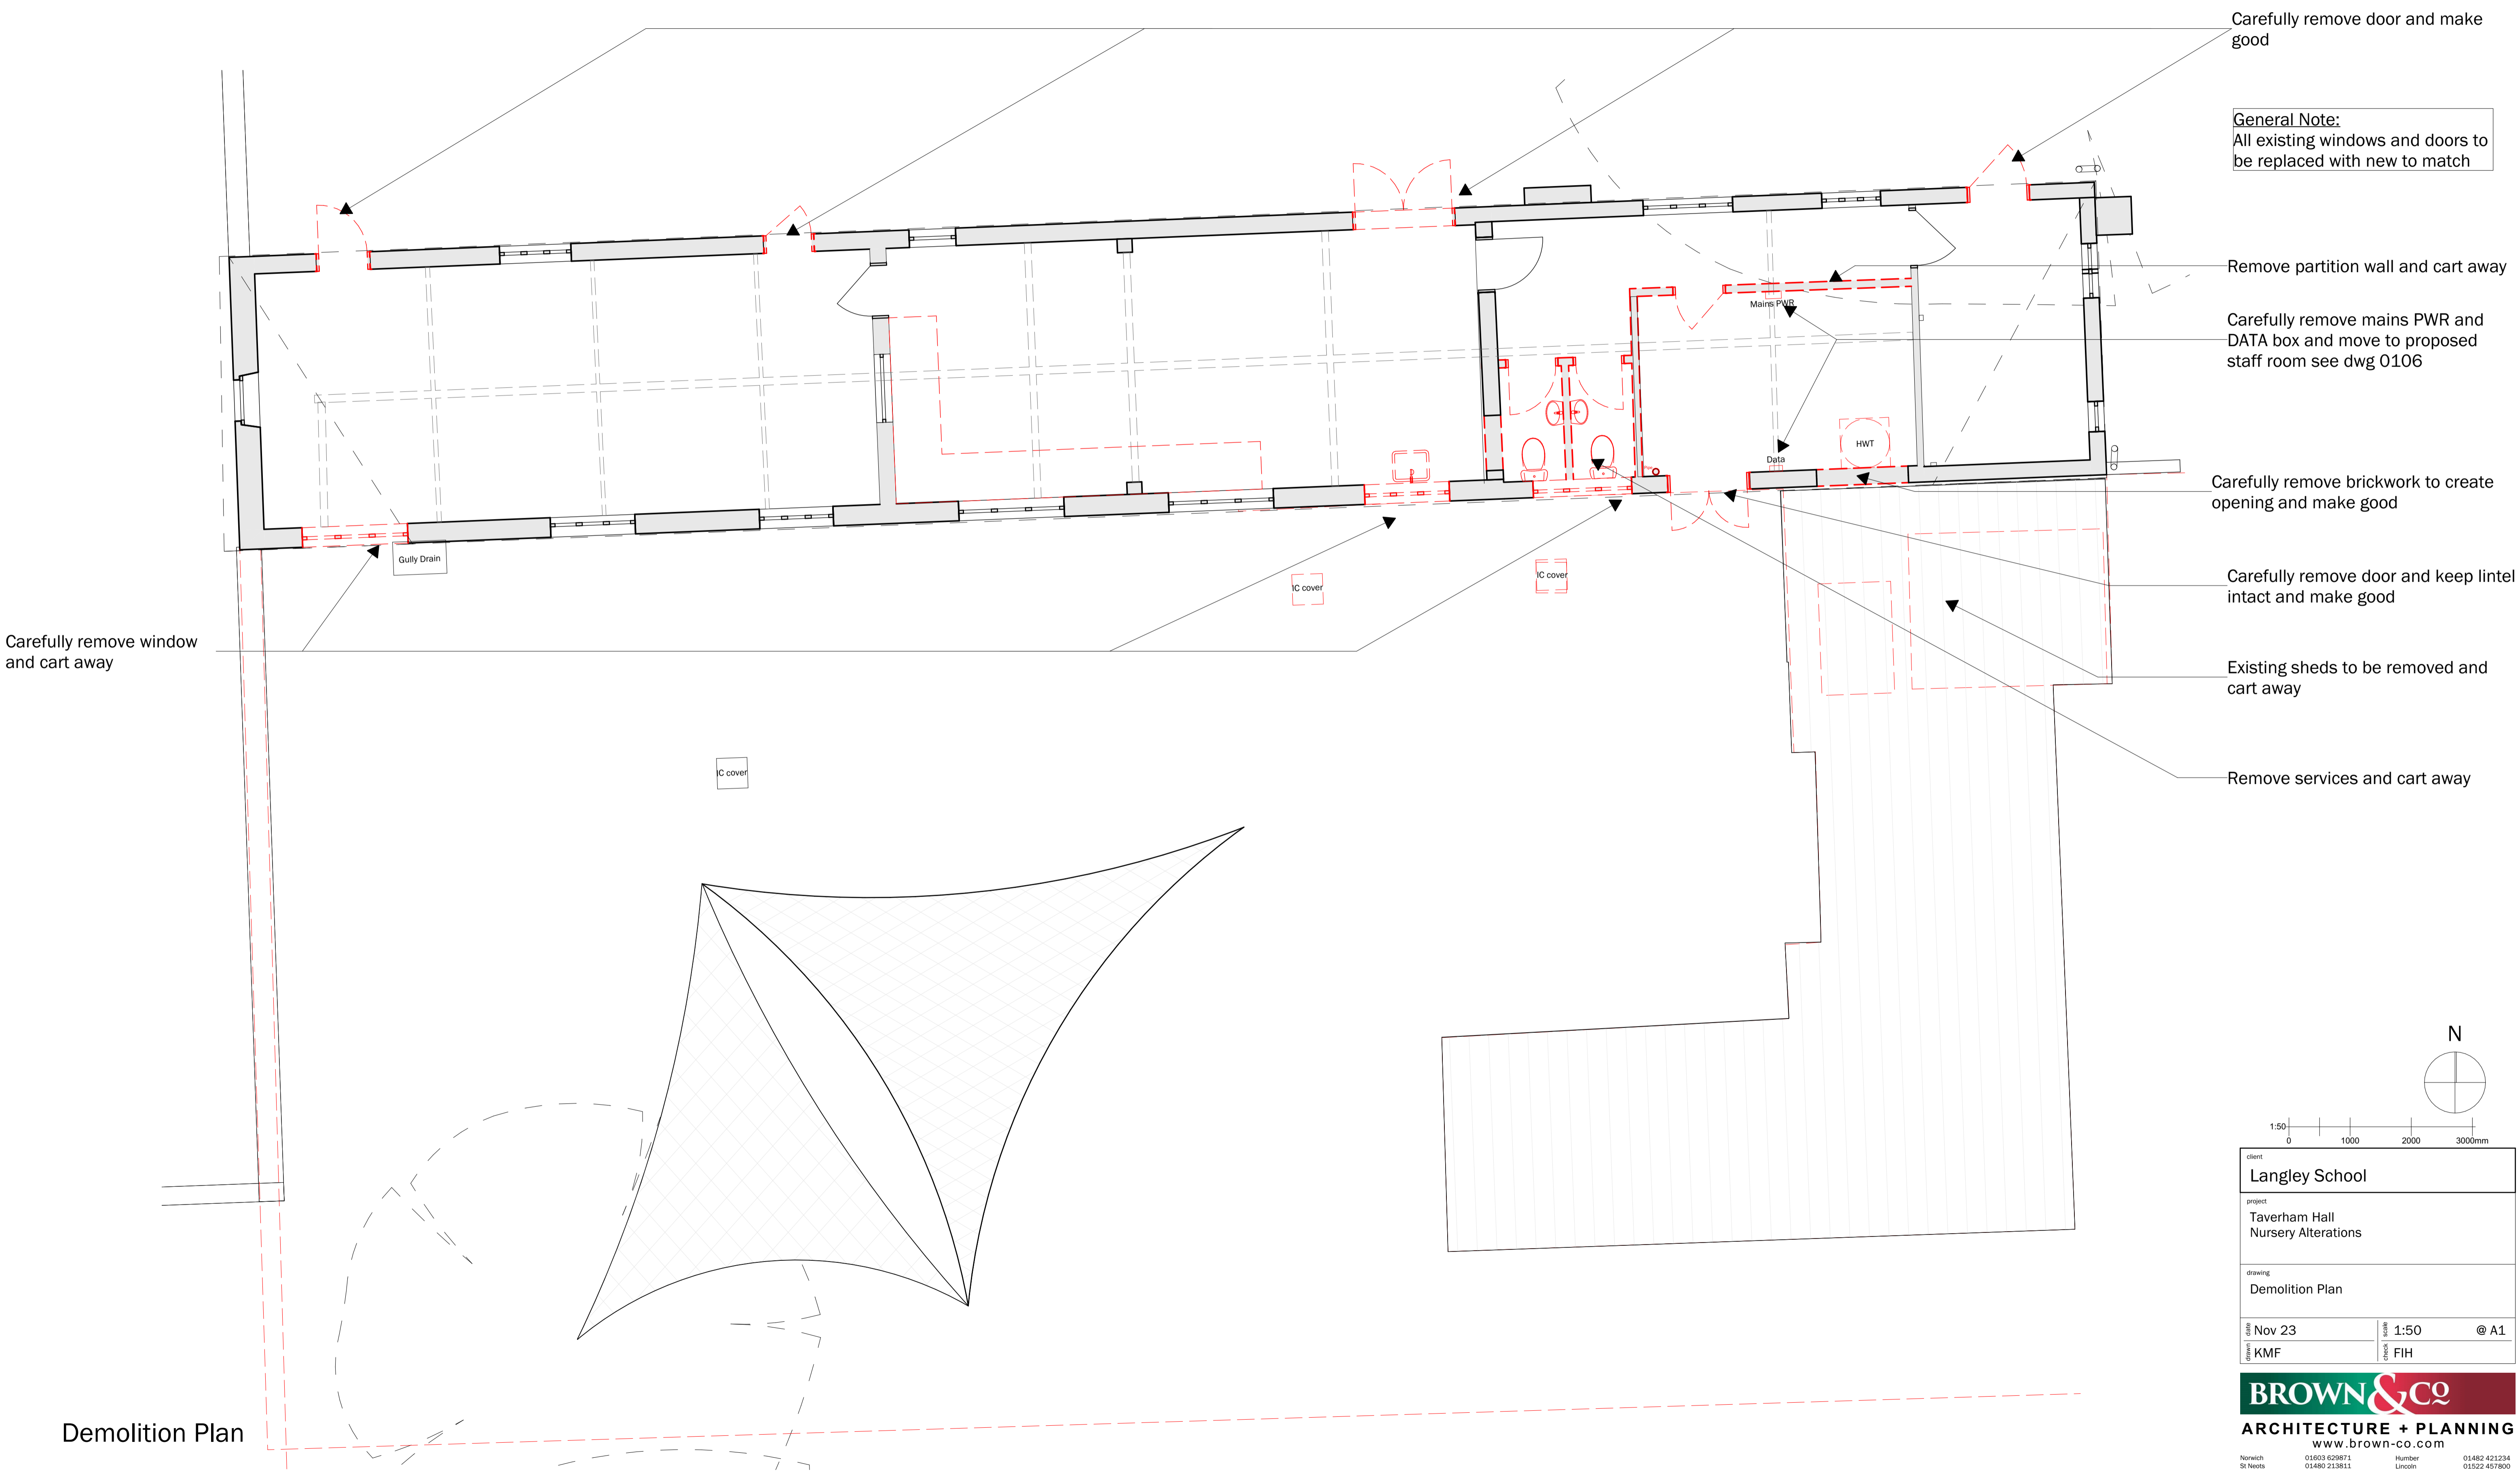 Carefully remove door and make
good
General Note:
All existing windows and doors to
be replaced with new to match
Remove partition wall and cart away
Mains PWR
Carefully remove mains PWR and
DATA box and move to proposed
staff room see dwg 0106
HWT
Data
Carefully remove brickwork to create
opening and make good
Gully Drain
IC cover
IC cover
Carefully remove door and keep lintel
intact and make good
Carefully remove window
and cart away
Existing sheds to be removed and
cart away
IC cover
Remove services and cart away
N
1:50
0 1000 2000 3000mm
client
Langley School
project
Taverham Hall
Nursery Alterations
drawing
Demolition Plan
date Nov 23 scale 1:50 @ A1
drawn KMF check FIH
BROWN&CO
ARCHITECTURE + PLANNING
www.brown-co.com
Norwich 01603 629871 Humber 01482 421234
St Neots 01480 213811 Lincoln 01522 457800
Demolition Plan